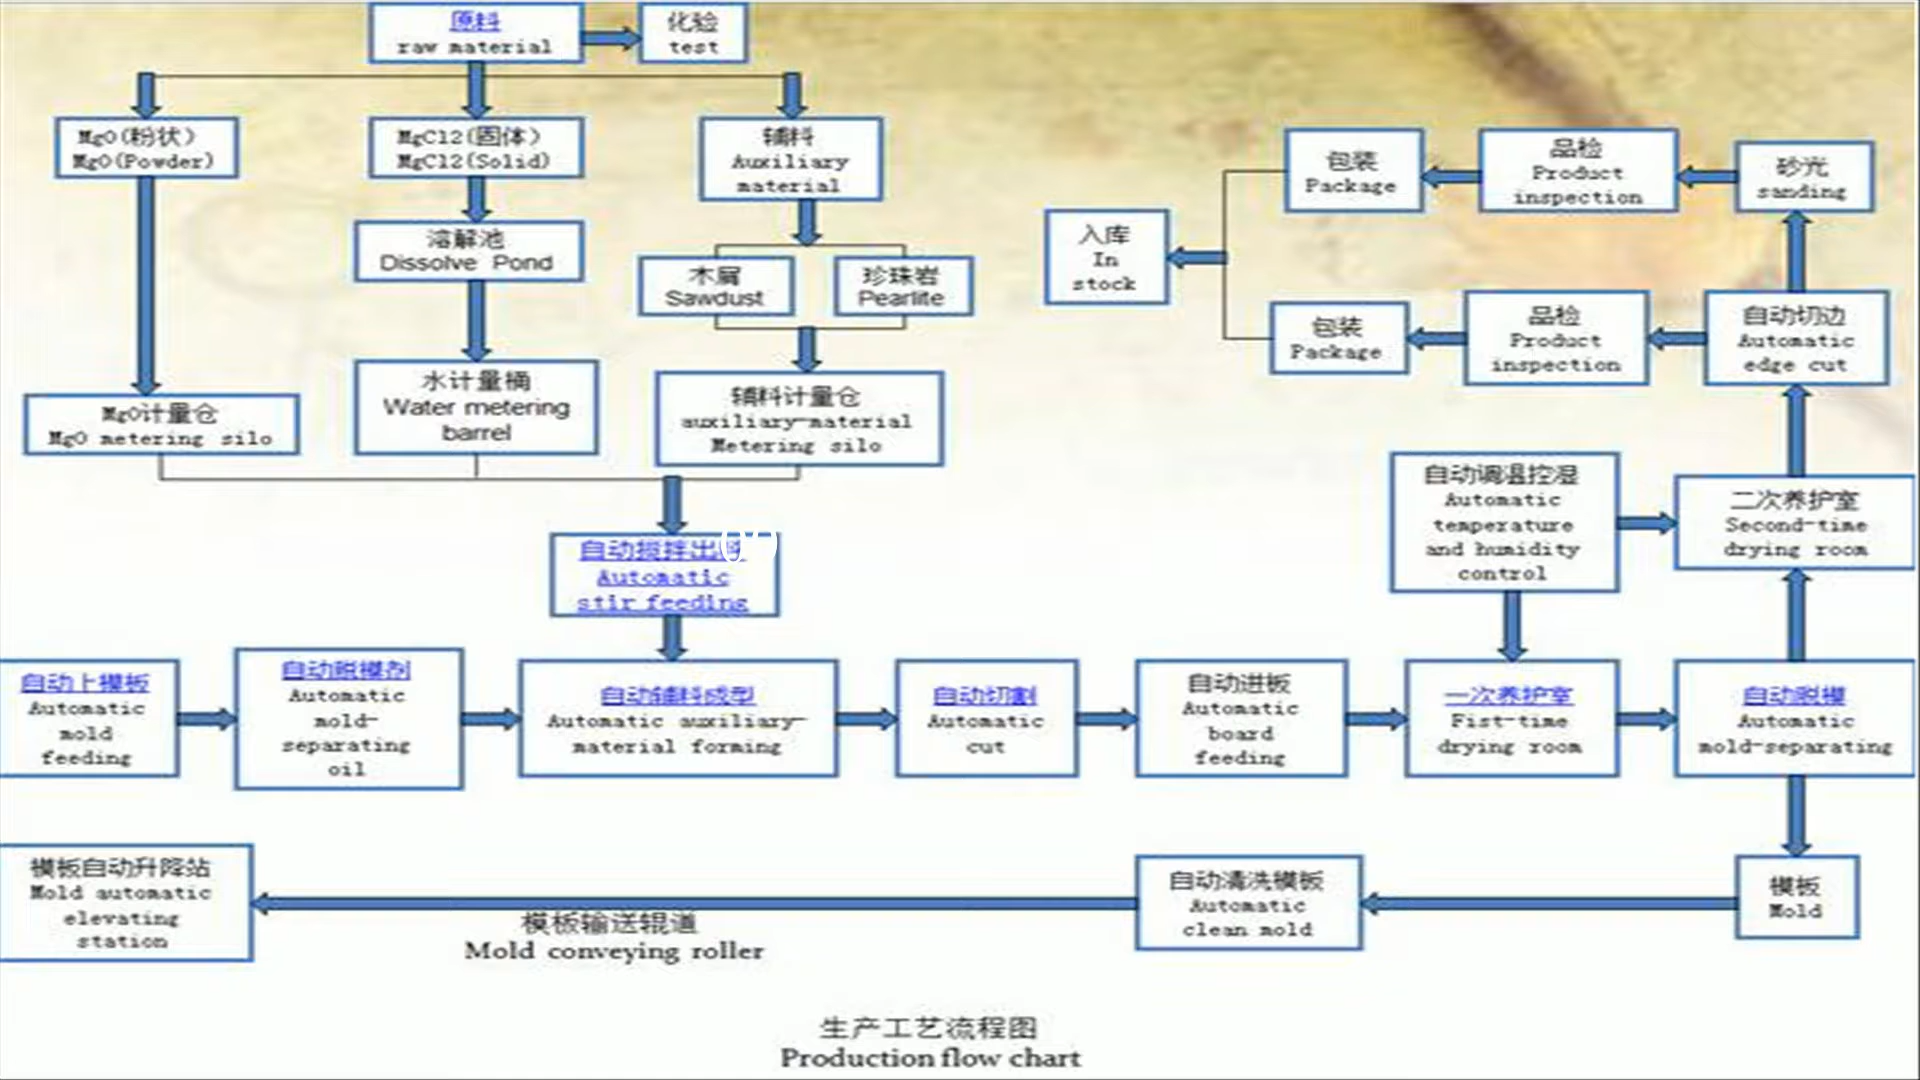 原料
raw material
化验
test
MgO(粉状)
MgO(Powder)
MgCl2(固体)
MgCl2(Solid)
辅料
Auxiliary
material
溶解池
Dissolve Pond
木屑
Sawdust
珍珠岩
Pearlite
MgO计量仓
MgO metering silo
水计量桶
Water metering
barrel
辅料计量仓
auxiliary-material
Metering silo
入库
In
stock
包装
Package
品检
Product
inspection
砂光
sanding
包装
Package
品检
Product
inspection
自动切边
Automatic
edge cut
自动调温控湿
Automatic
temperature
and humidity
control
二次养护室
Second-time
drying room
自动搅拌出
Automatic
stir feeding
自动上模板
Automatic
mold
feeding
自动脱模剂
Automatic
mold-
separating
oil
自动辅料成型
Automatic auxiliary-
material forming
自动切割
Automatic
cut
自动进板
Automatic
board
feeding
一次养护室
Fist-time
drying room
自动脱模
Automatic
mold-separating
模板自动升降站
Mold automatic
elevating
station
模板输送辊道
Mold conveying roller
自动清洗模板
Automatic
clean mold
模板
Mold
生产工艺流程图
Production flow chart